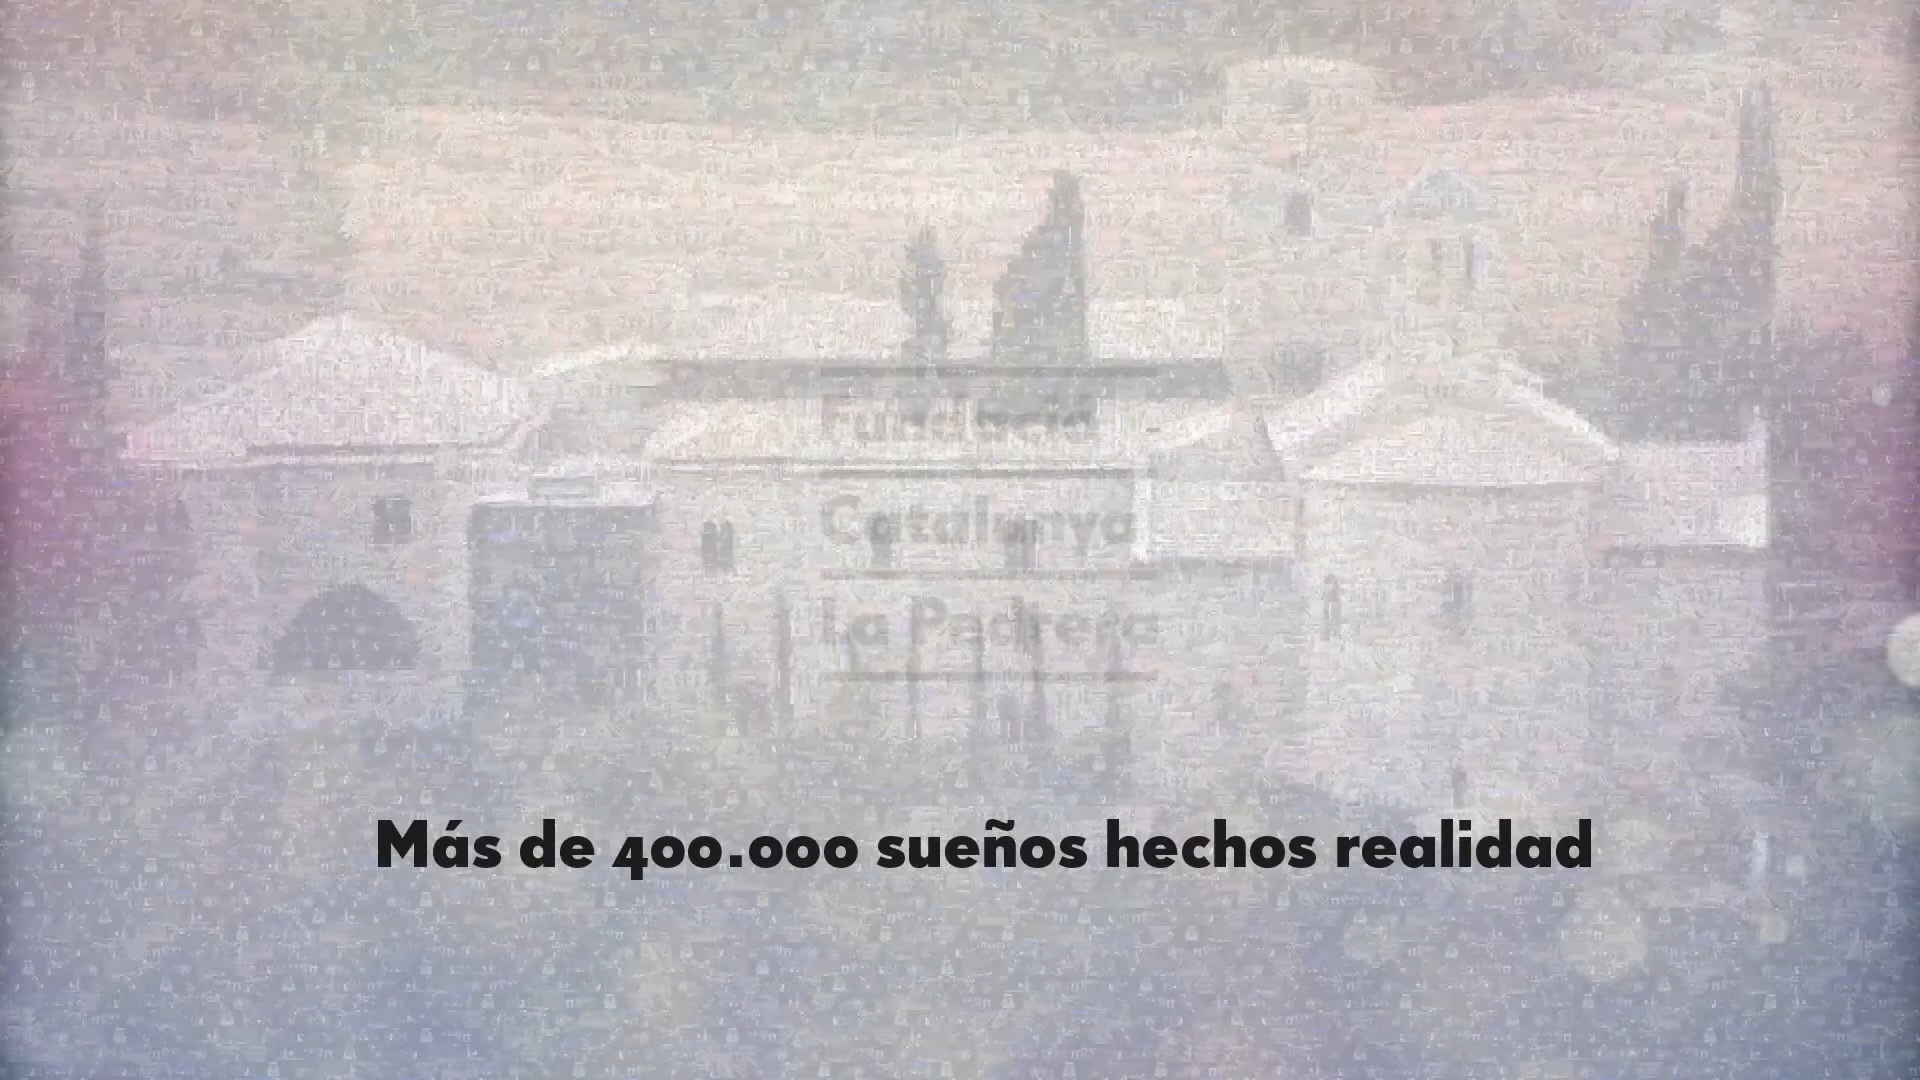 Fundació
Catalunya
La Pedrera
Más de 400.000 sueños hechos realidad